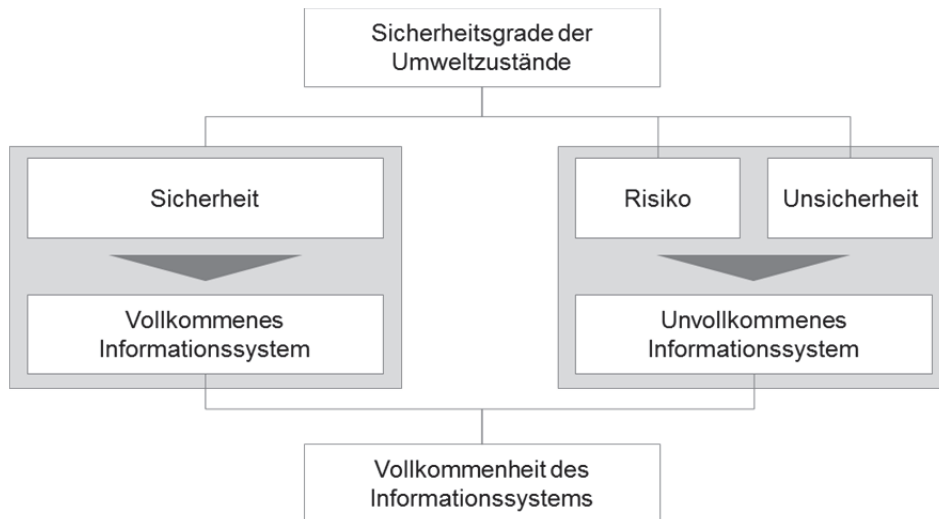 Sicherheitsgrade der
Umweltzustände
Sicherheit
Risiko
Unsicherheit
Vollkommenes
Informationssystem
Unvollkommenes
Informationssystem
Vollkommenheit des
Informationssystems